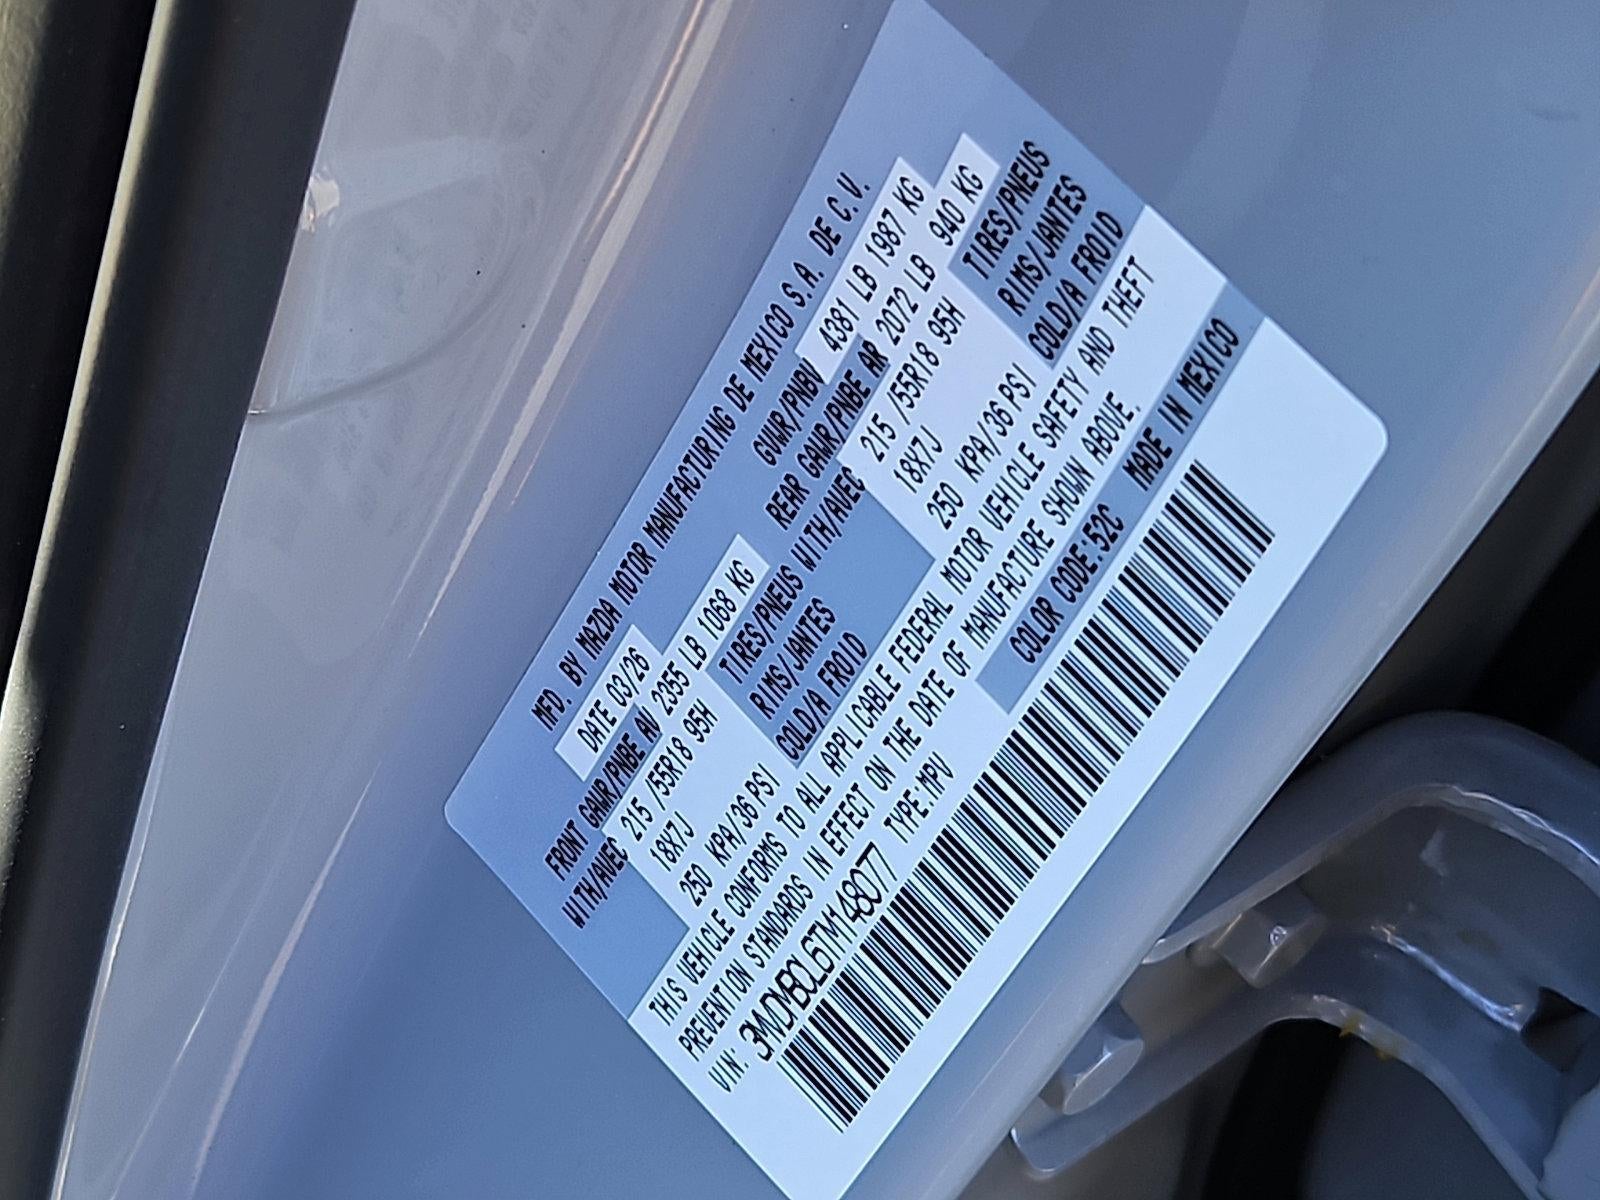 MFD. BY MAZDA MOTOR MANUFACTURING DE MEXICO S.A. DE C.V.
DATE 03/26 GVWR/PNBV 4381 LB 1987 KG
FRONT GAWR/PNBE AV 2355 LB 1068 KG REAR GAWR/PNBE AR 2072 LB 940 KG
WITH/AVEC 215 /55R18 95H TIRES/PNEUS WITH/AVEC 215 /55R18 95H TIRES/PNEUS
18X7J RIMS/JANTES 18X7J RIMS/JANTES
250 KPA/36 PSI COLD/A FROID 250 KPA/36 PSI COLD/A FROID
THIS VEHICLE CONFORMS TO ALL APPLICABLE FEDERAL MOTOR VEHICLE SAFETY AND THEFT
PREVENTION STANDARDS IN EFFECT ON THE DATE OF MANUFACTURE SHOWN ABOVE.
VIN: 3MVDMBCL6TM148077 TYPE:MPV COLOR CODE:52C MADE IN MEXICO